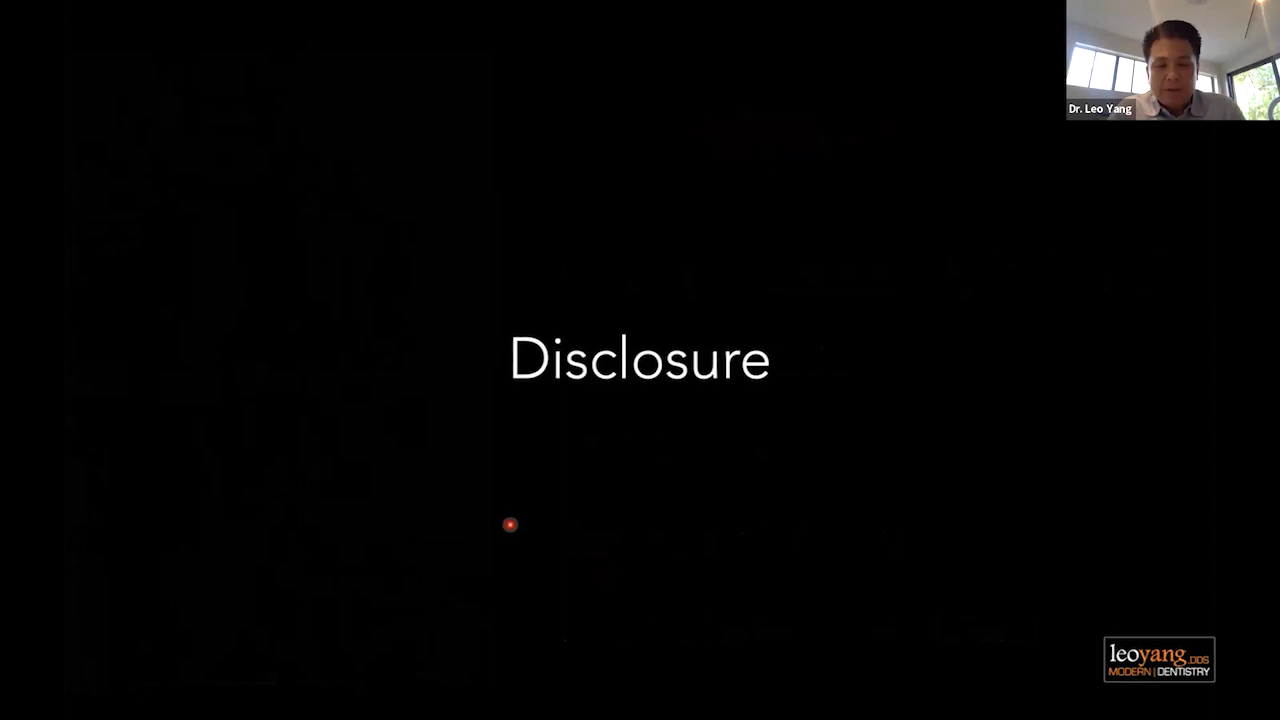 Dr. Leo Yang
Disclosure
leoyang.DDS
MODERN | DENTISTRY